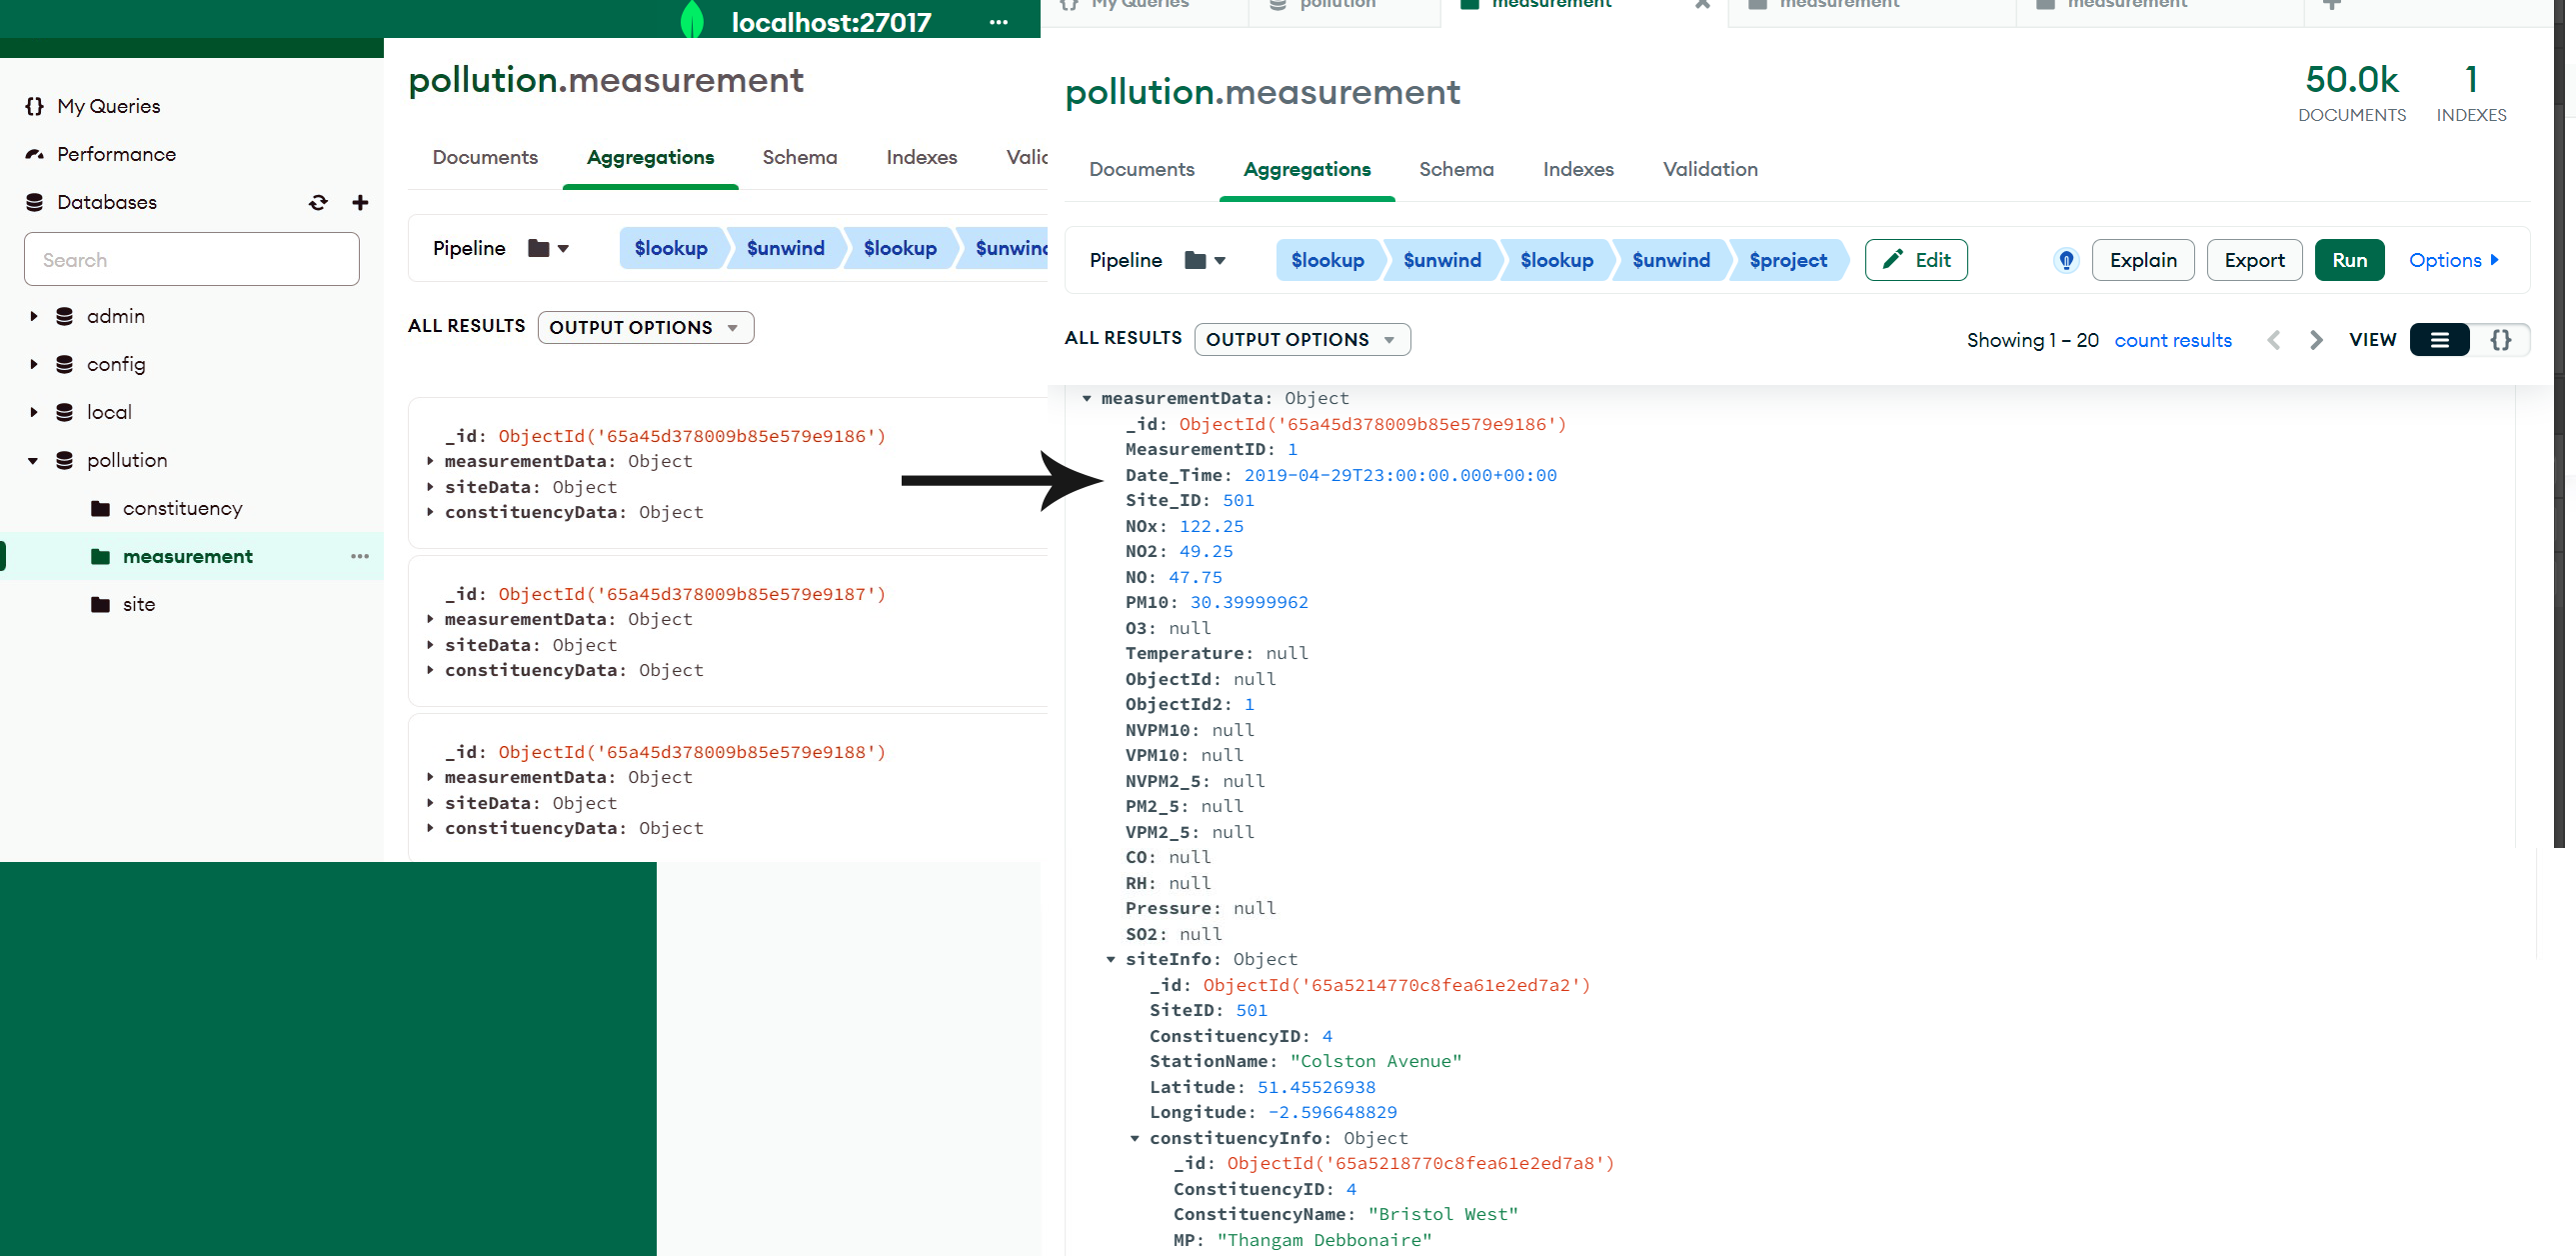 localhost:27017 ...
{} My Queries
Performance
Databases
Search
admin
config
local
pollution
constituency
measurement ...
site
pollution.measurement
Documents Aggregations Schema Indexes Valic
Pipeline $lookup $unwind $lookup $unwind
ALL RESULTS OUTPUT OPTIONS
_id: ObjectId('65a45d378009b85e579e9186')
measurementData: Object
siteData: Object
constituencyData: Object
_id: ObjectId('65a45d378009b85e579e9187')
measurementData: Object
siteData: Object
constituencyData: Object
_id: ObjectId('65a45d378009b85e579e9188')
measurementData: Object
siteData: Object
constituencyData: Object
{} My Queries pollution measurement measurement measurement
pollution.measurement
50.0k 1
DOCUMENTS INDEXES
Documents Aggregations Schema Indexes Validation
Pipeline $lookup $unwind $lookup $unwind $project Edit Explain Export Run Options
ALL RESULTS OUTPUT OPTIONS Showing 1 – 20 count results VIEW {}
measurementData: Object
_id: ObjectId('65a45d378009b85e579e9186')
MeasurementID: 1
Date_Time: 2019-04-29T23:00:00.000+00:00
Site_ID: 501
NOx: 122.25
NO2: 49.25
NO: 47.75
PM10: 30.39999962
O3: null
Temperature: null
ObjectId: null
ObjectId2: 1
NVPM10: null
VPM10: null
NVPM2_5: null
PM2_5: null
VPM2_5: null
CO: null
RH: null
Pressure: null
SO2: null
siteInfo: Object
_id: ObjectId('65a5214770c8fea61e2ed7a2')
SiteID: 501
ConstituencyID: 4
StationName: "Colston Avenue"
Latitude: 51.45526938
Longitude: -2.596648829
constituencyInfo: Object
_id: ObjectId('65a5218770c8fea61e2ed7a8')
ConstituencyID: 4
ConstituencyName: "Bristol West"
MP: "Thangam Debbonaire"